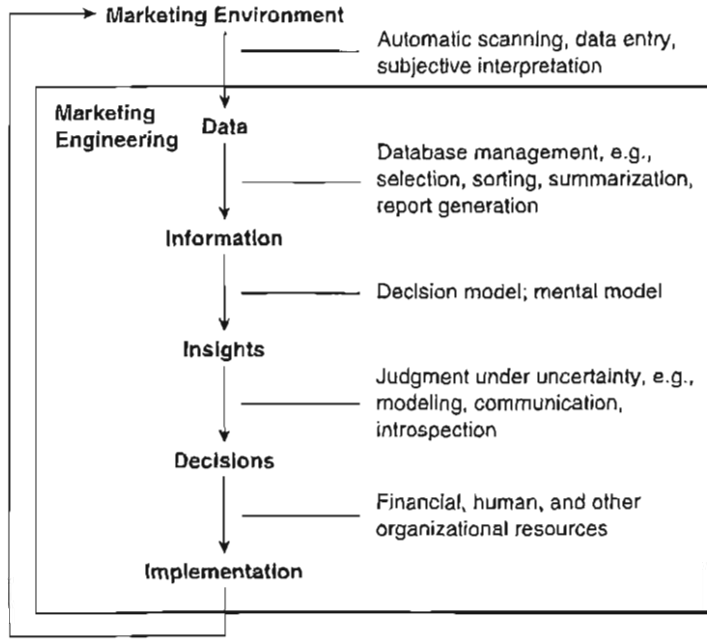 Marketing Environment
Automatic scanning, data entry,
subjective interpretation
Marketing
Engineering
Data
Database management, e.g.,
selection, sorting, summarization,
report generation
Information
Decision model; mental model
Insights
Judgment under uncertainty, e.g.,
modeling, communication,
introspection
Decisions
Financial, human, and other
organizational resources
Implementation